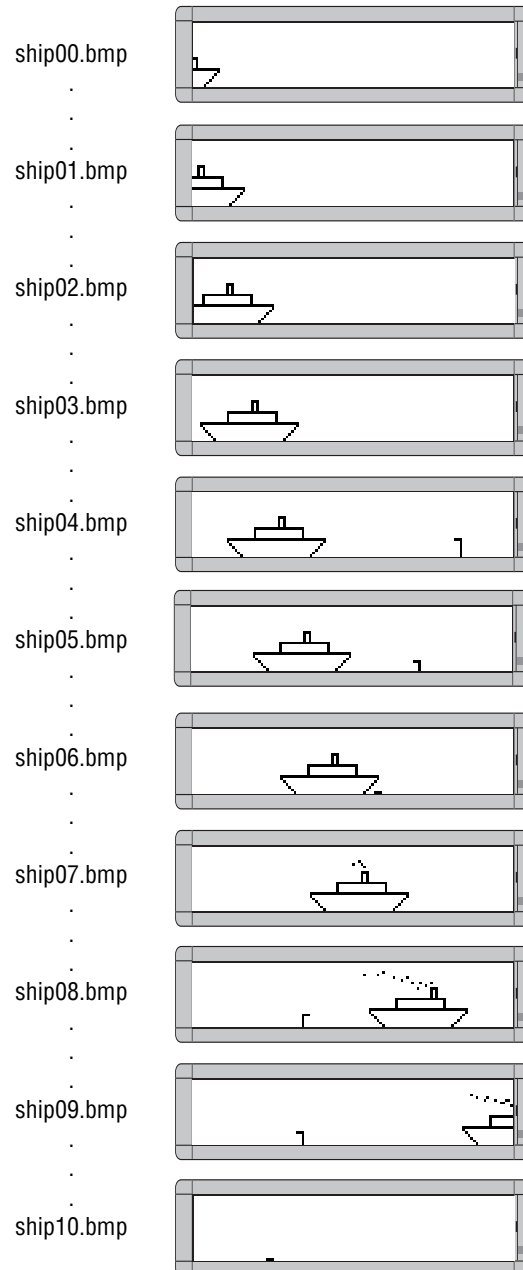 ship00.bmp
.
.
.
ship01.bmp
.
.
.
ship02.bmp
.
.
.
ship03.bmp
.
.
.
ship04.bmp
.
.
.
ship05.bmp
.
.
.
ship06.bmp
.
.
.
ship07.bmp
.
.
.
ship08.bmp
.
.
.
ship09.bmp
.
.
.
ship10.bmp